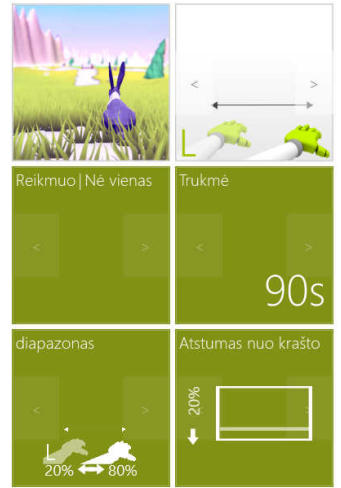 L
Reikmuo|Nė vienas
Trukmė
90s
diapazonas
Atstumas nuo krašto
L
20% 80%
20%